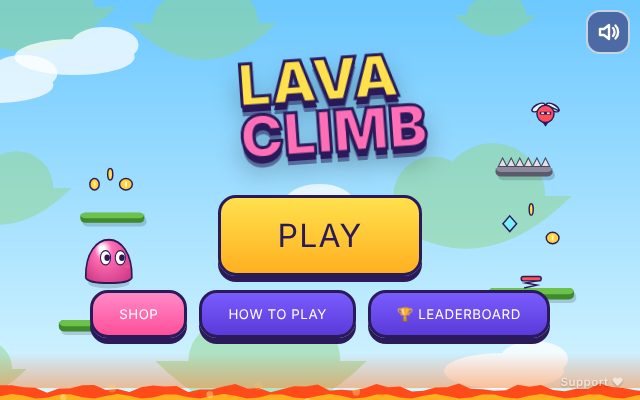 LAVA
CLIMB
PLAY
SHOP
HOW TO PLAY
🏆 LEADERBOARD
Support ♥